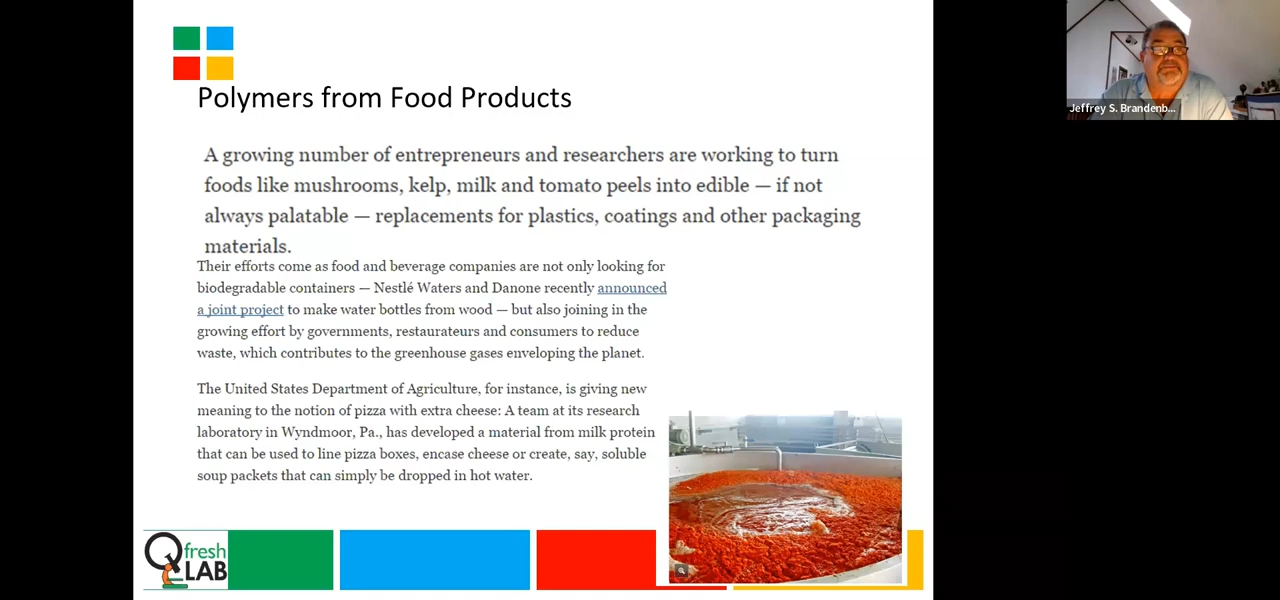 Polymers from Food Products
A growing number of entrepreneurs and researchers are working to turn
foods like mushrooms, kelp, milk and tomato peels into edible — if not
always palatable — replacements for plastics, coatings and other packaging
materials.
Their efforts come as food and beverage companies are not only looking for
biodegradable containers — Nestlé Waters and Danone recently announced
a joint project to make water bottles from wood — but also joining in the
growing effort by governments, restaurateurs and consumers to reduce
waste, which contributes to the greenhouse gases enveloping the planet.
The United States Department of Agriculture, for instance, is giving new
meaning to the notion of pizza with extra cheese: A team at its research
laboratory in Wyndmoor, Pa., has developed a material from milk protein
that can be used to line pizza boxes, encase cheese or create, say, soluble
soup packets that can simply be dropped in hot water.
Q fresh
LAB
Jeffrey S. Brandenb...